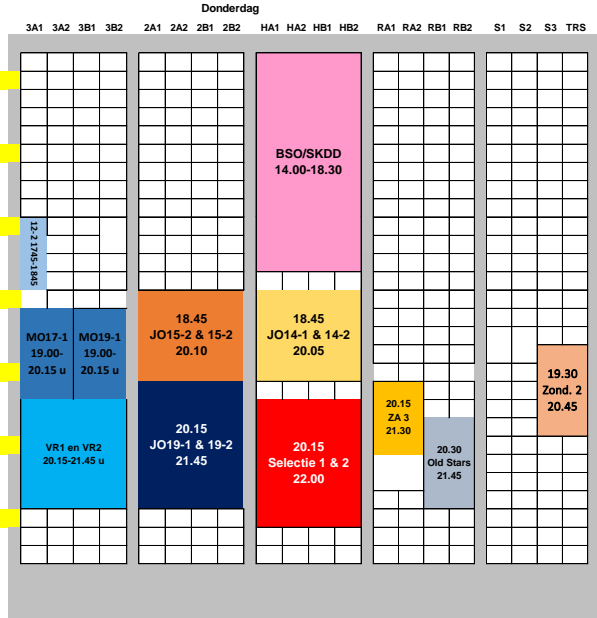 Donderdag
3A1 3A2 3B1 3B2 2A1 2A2 2B1 2B2 HA1 HA2 HB1 HB2 RA1 RA2 RB1 RB2 S1 S2 S3 TRS
BSO/SKDD
14.00-18.30
12-2 1745-1845
MO17-1
19.00-
20.15 u
MO19-1
19.00-
20.15 u
VR1 en VR2
20.15-21.45 u
18.45
JO15-2 & 15-2
20.10
20.15
JO19-1 & 19-2
21.45
18.45
JO14-1 & 14-2
20.05
20.15
Selectie 1 & 2
22.00
20.15
ZA 3
21.30
20.30
Old Stars
21.45
19.30
Zond. 2
20.45